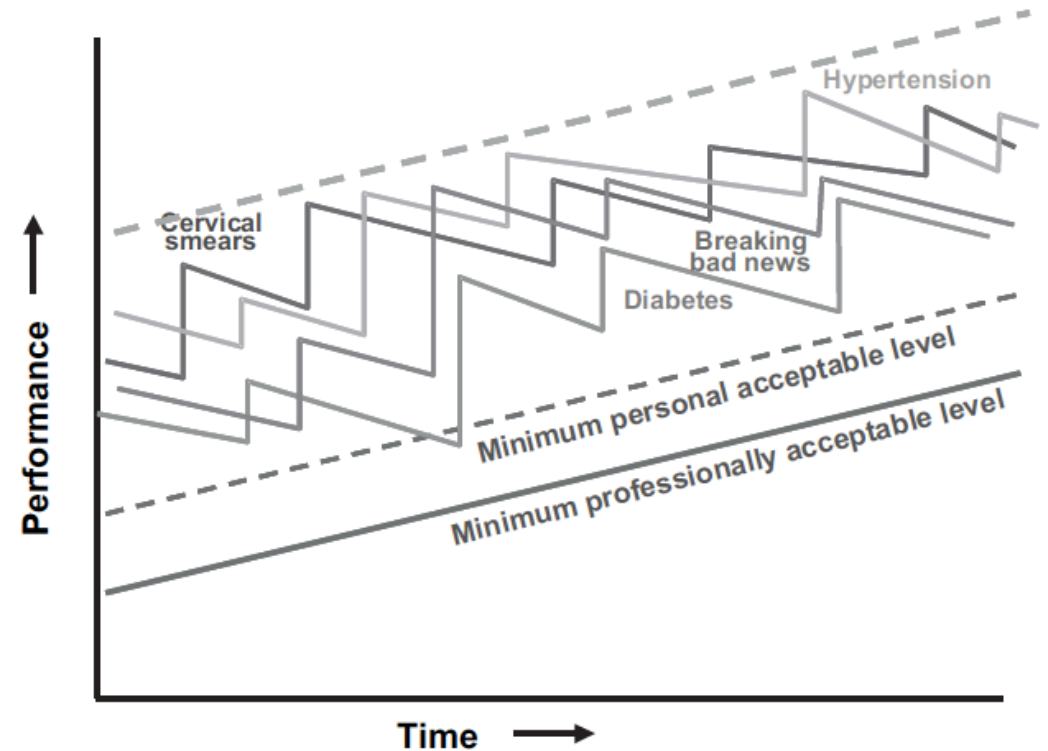 Hypertension
Cervical
smears
Breaking
bad news
Diabetes
Minimum personal acceptable level
Minimum professionally acceptable level
Performance
Time